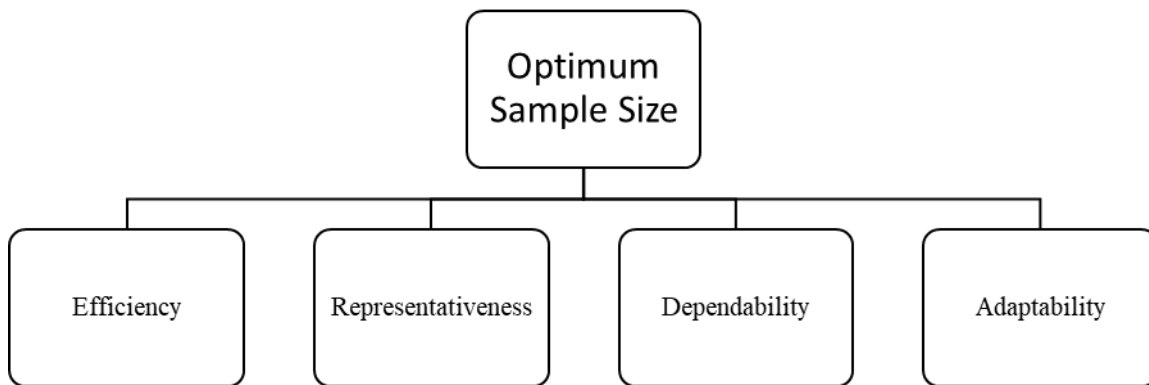 Optimum
Sample Size
Efficiency
Representativeness
Dependability
Adaptability